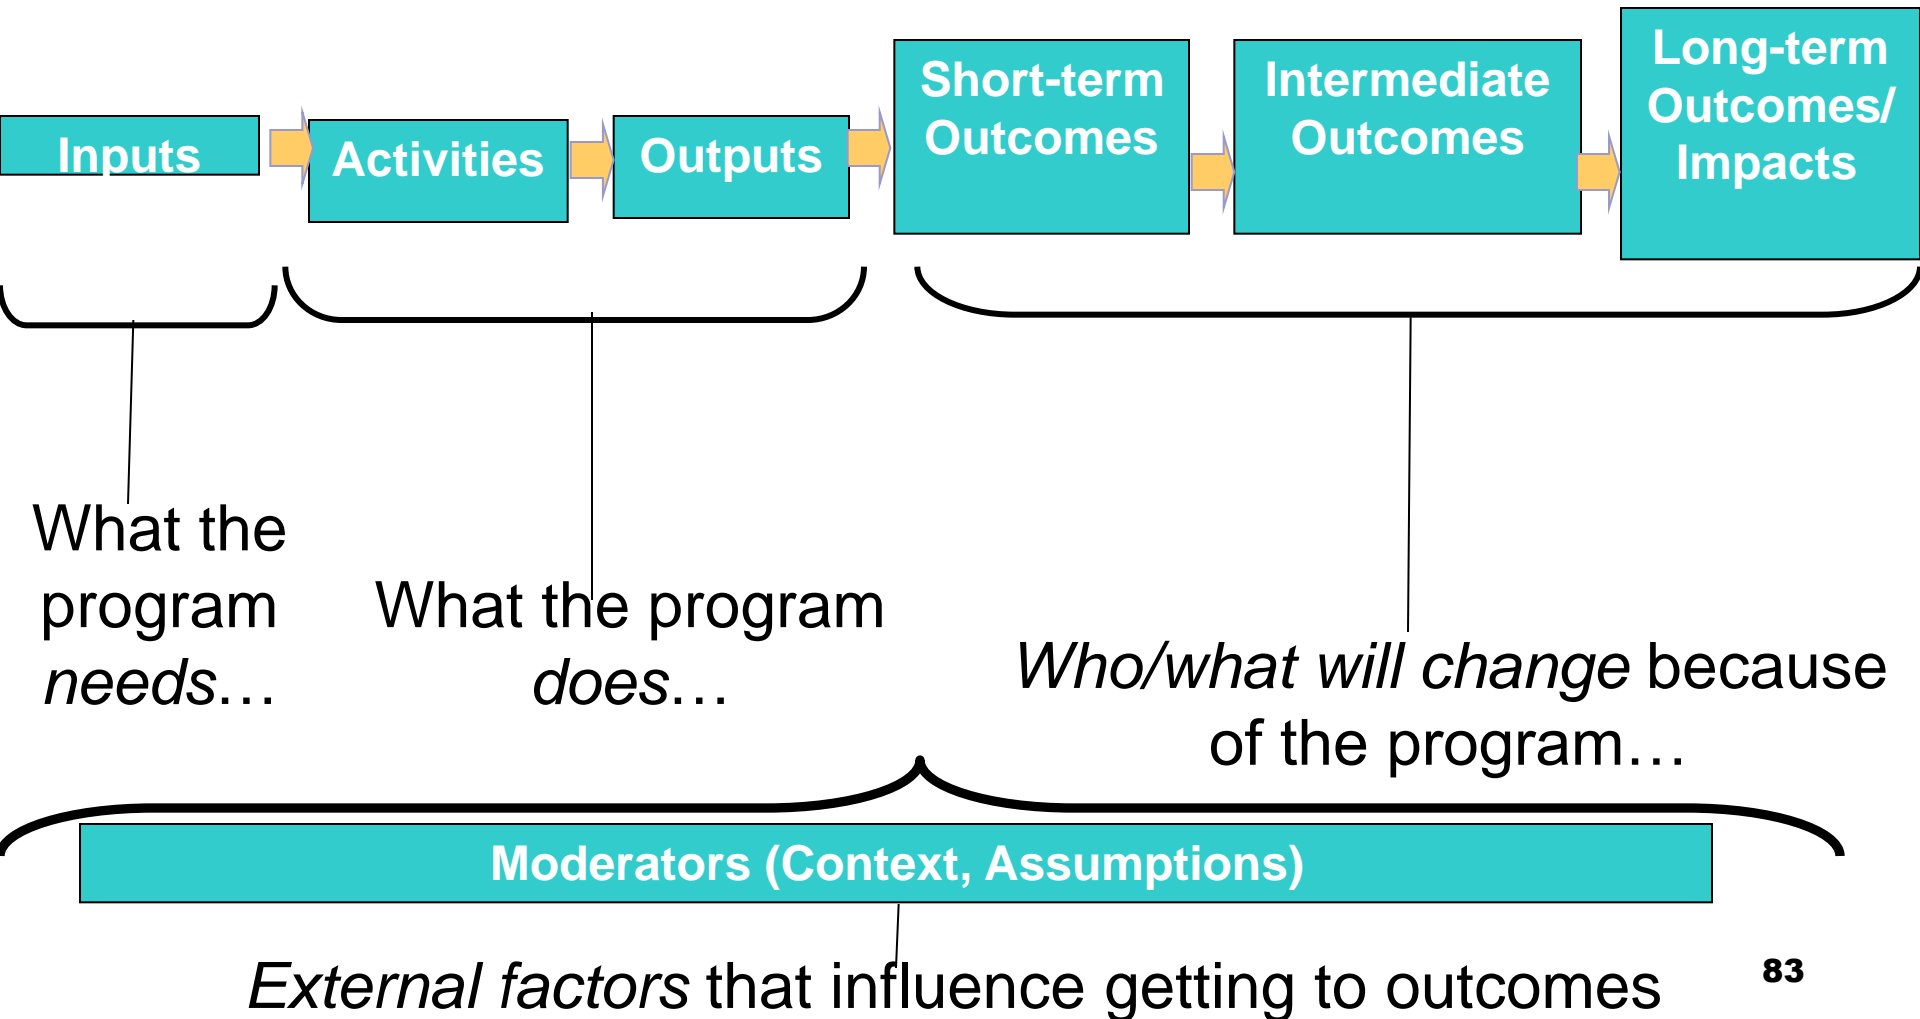 Inputs
Activities
Outputs
Short-term
Outcomes
Intermediate
Outcomes
Long-term
Outcomes/
Impacts
What the
program
needs…
What the program
does…
Who/what will change because
of the program…
Moderators (Context, Assumptions)
External factors that influence getting to outcomes
83